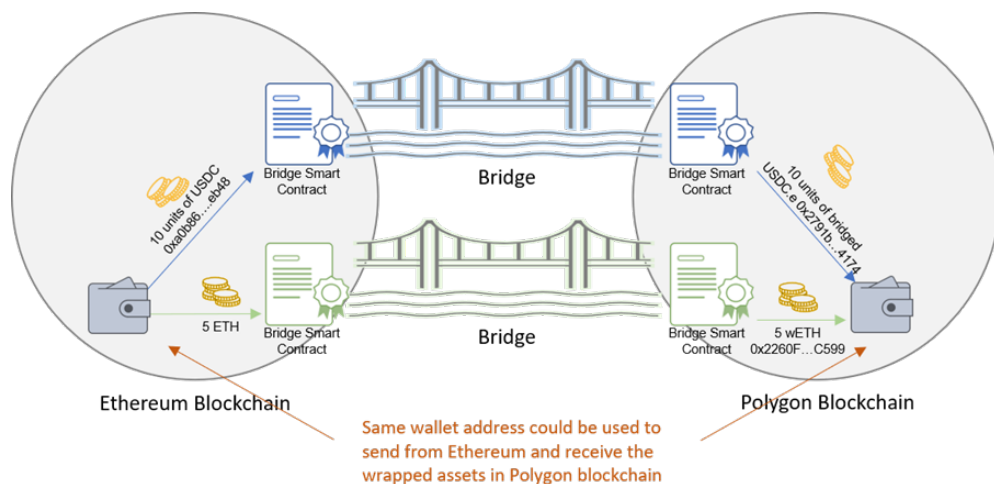 Bridge Smart
Contract
10 units of USDC
0xa0b86....eb48
Bridge
Bridge Smart
Contract
10 units of bridged
USDC.e 0x2791b...4174
5 ETH
Bridge Smart
Contract
Bridge
Bridge Smart
Contract
5 wETH
0x2260F...C599
Ethereum Blockchain
Polygon Blockchain
Same wallet address could be used to
send from Ethereum and receive the
wrapped assets in Polygon blockchain